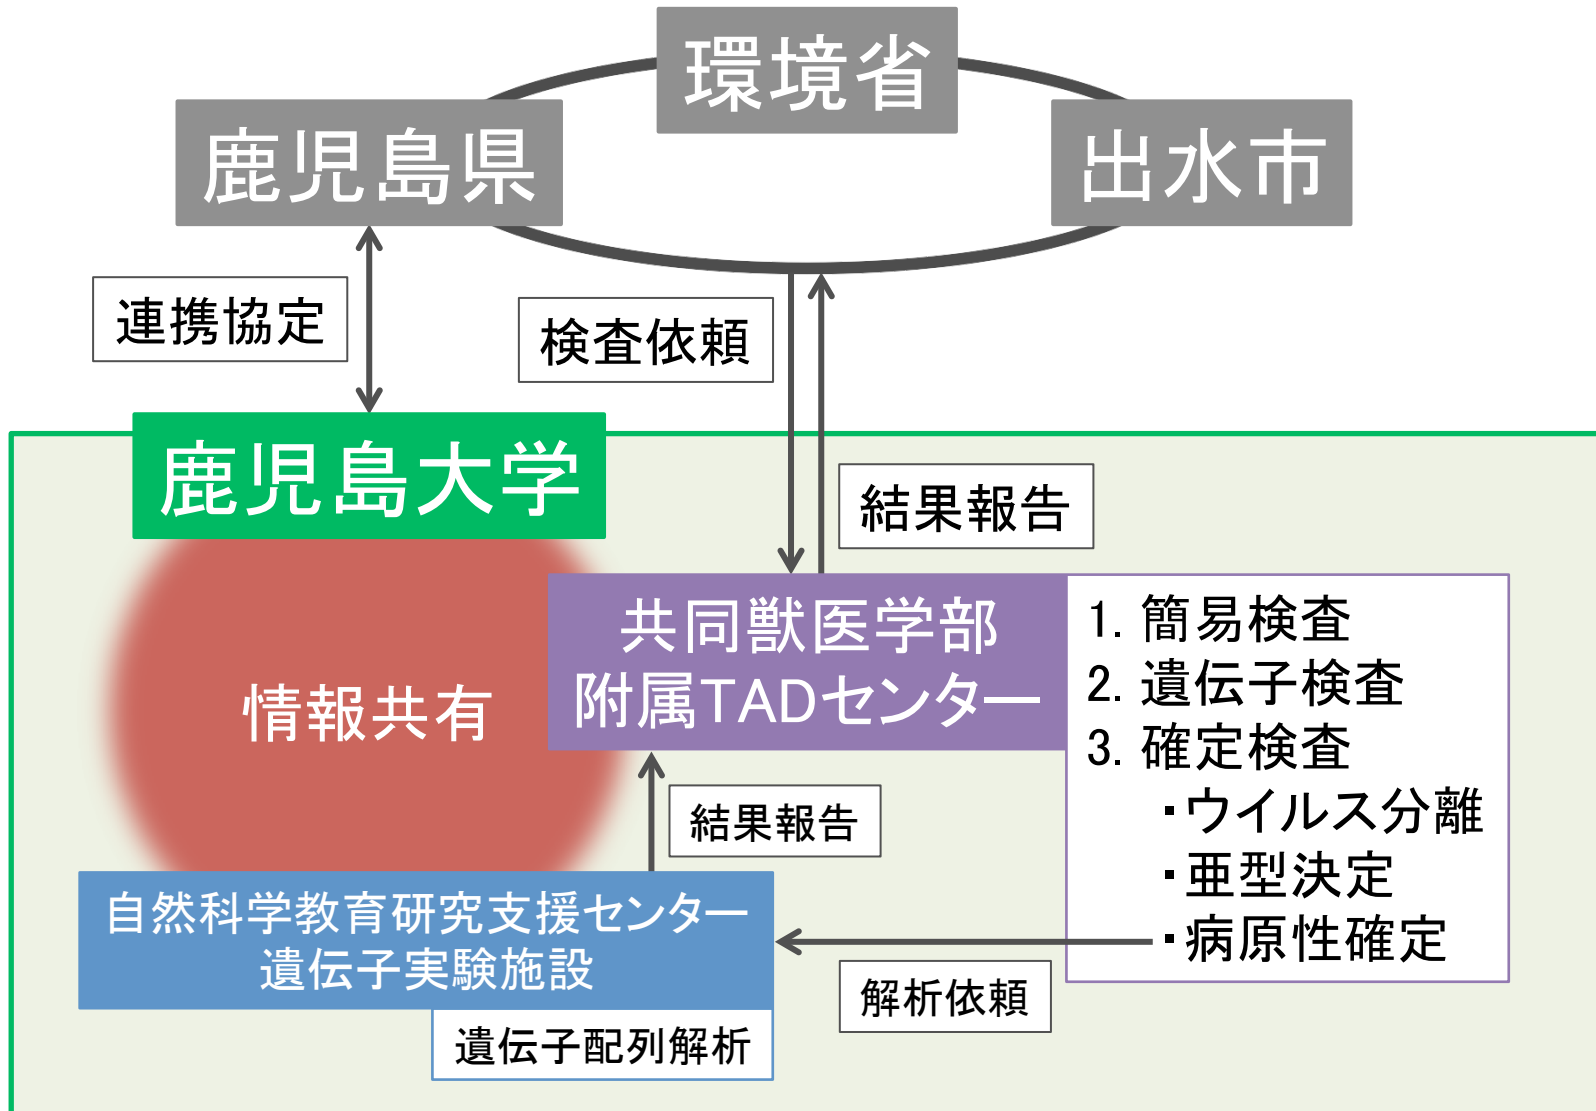 環境省
鹿児島県
出水市
連携協定
検査依頼
鹿児島大学
結果報告
共同獣医学部
附属TADセンター
1. 簡易検査
2. 遺伝子検査
3. 確定検査
・ウイルス分離
・亜型決定
・病原性確定
情報共有
結果報告
自然科学教育研究支援センター
遺伝子実験施設
解析依頼
遺伝子配列解析